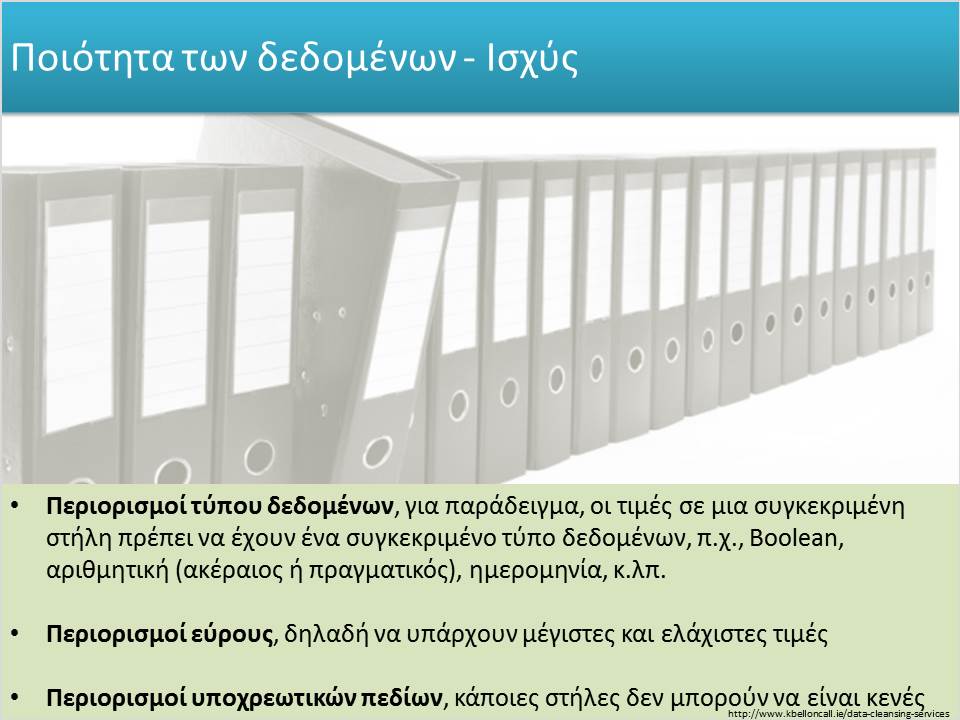 Ποιότητα των δεδομένων - Ισχύς
• Περιορισμοί τύπου δεδομένων, για παράδειγμα, οι τιμές σε μια συγκεκριμένη
στήλη πρέπει να έχουν ένα συγκεκριμένο τύπο δεδομένων, π.χ., Boolean,
αριθμητική (ακέραιος ή πραγματικός), ημερομηνία, κ.λπ.
• Περιορισμοί εύρους, δηλαδή να υπάρχουν μέγιστες και ελάχιστες τιμές
• Περιορισμοί υποχρεωτικών πεδίων, κάποιες στήλες δεν μπορούν να είναι κενές
http://www.kbelloncall.ie/data-cleansing-services